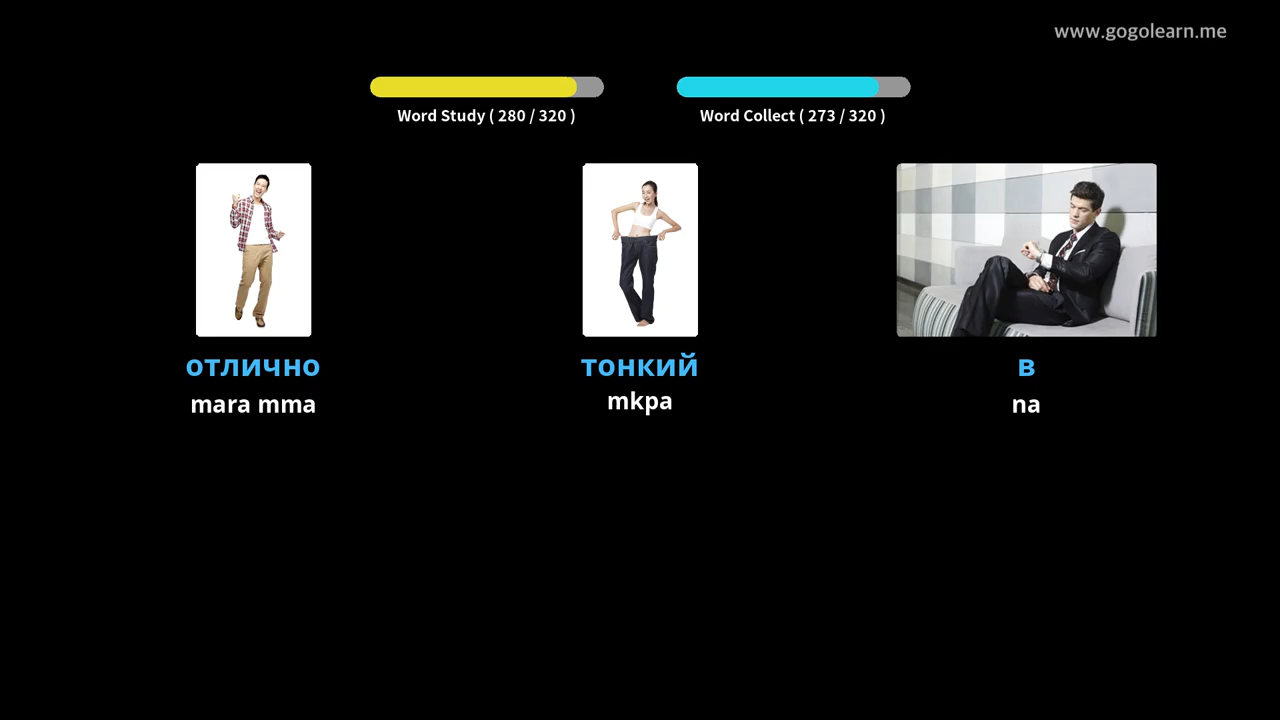 www.gogolearn.me
Word Study ( 280 / 320 )
Word Collect ( 273 / 320 )
отлично
тонкий
в
mara mma
mkpa
na